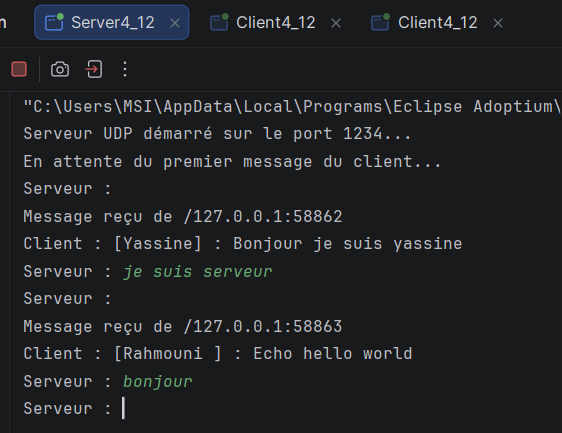 n
Server4_12
Client4_12
Client4_12
"C:\Users\MSI\AppData\Local\Programs\Eclipse Adoptium\
Serveur UDP démarré sur le port 1234...
En attente du premier message du client...
Serveur :
Message reçu de /127.0.0.1:58862
Client : [Yassine] : Bonjour je suis yassine
Serveur : je suis serveur
Serveur :
Message reçu de /127.0.0.1:58863
Client : [Rahmouni ] : Echo hello world
Serveur : bonjour
Serveur :